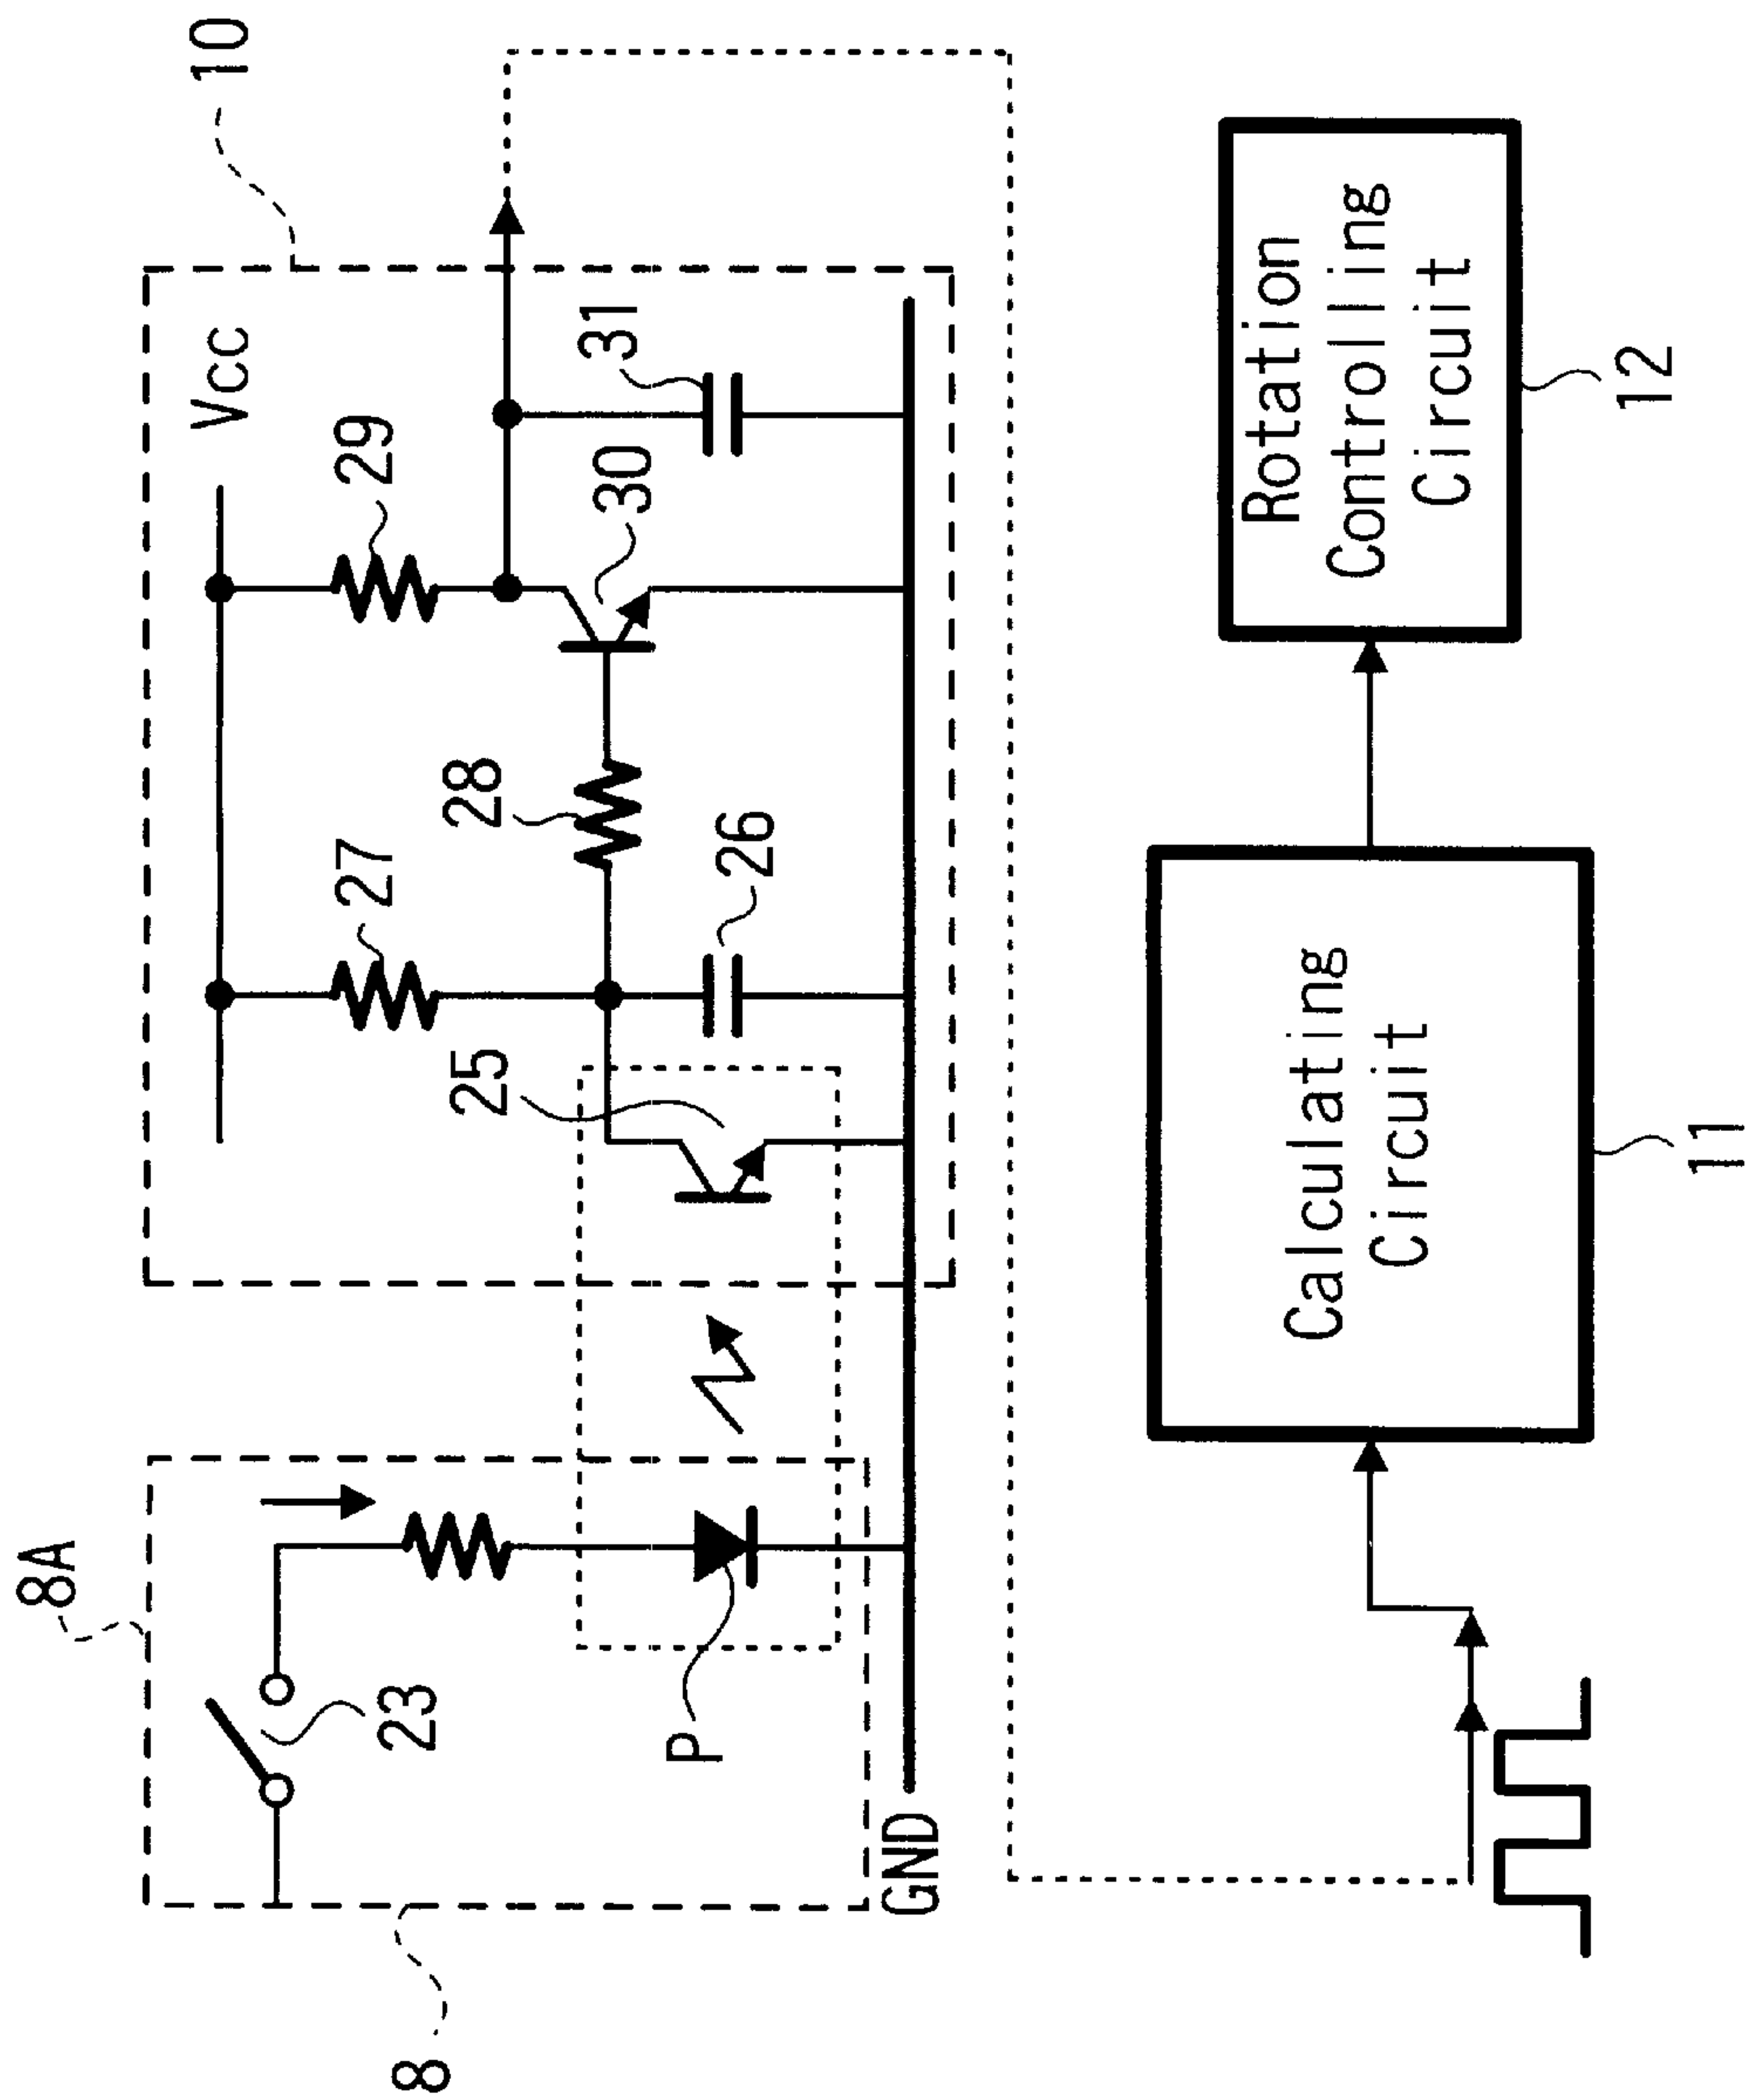 8A
10
Vcc
29
27
28
31
30
25
26
23
P
GND
8
Calculating
Circuit
11
Rotation
Controlling
Circuit
12